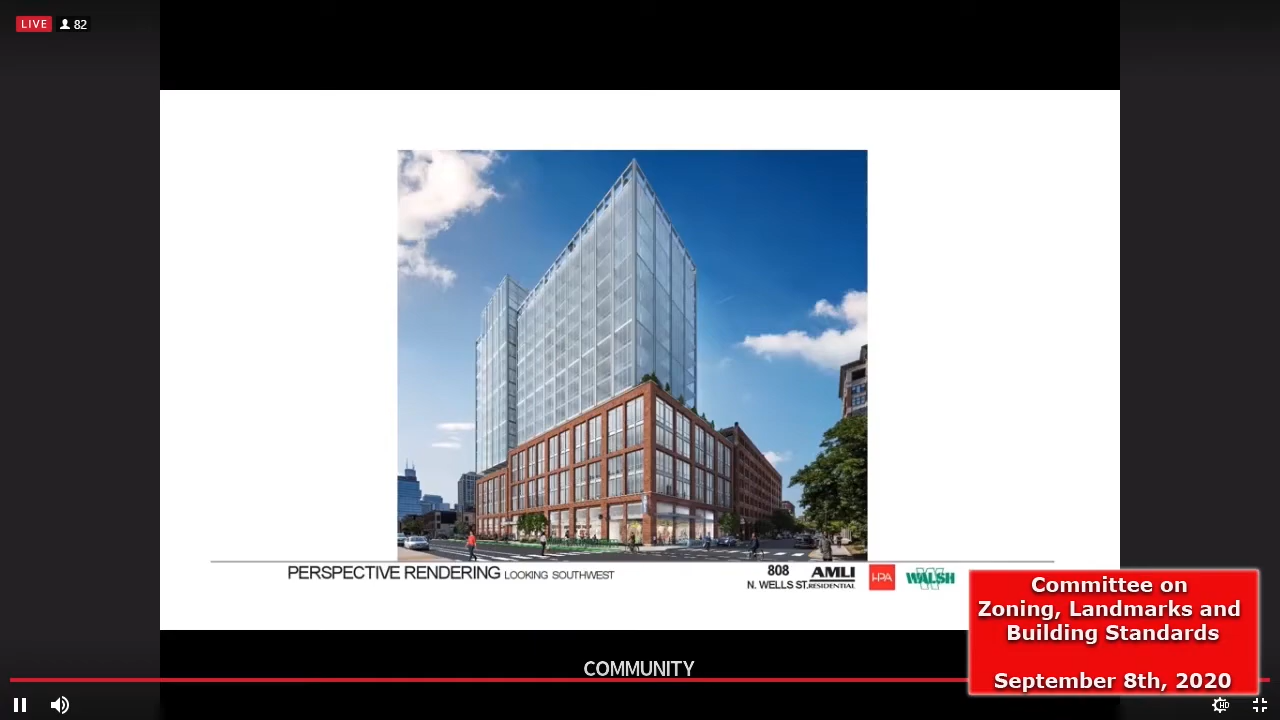 LIVE 82
PERSPECTIVE RENDERING LOOKING SOUTHWEST
808
N. WELLS ST.
AMLI
RESIDENTIAL
HPA
W
WALSH
Committee on
Zoning, Landmarks and
Building Standards
September 8th, 2020
COMMUNITY
HD